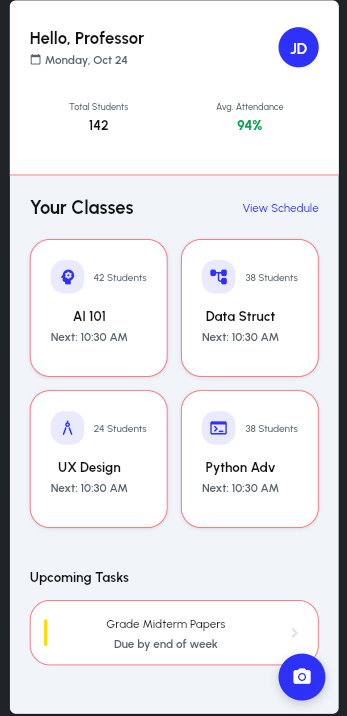 Hello, Professor
JD
Monday, Oct 24
Total Students
Avg. Attendance
142
94%
Your Classes
View Schedule
42 Students
AI 101
Next: 10:30 AM
38 Students
Data Struct
Next: 10:30 AM
24 Students
UX Design
Next: 10:30 AM
38 Students
Python Adv
Next: 10:30 AM
Upcoming Tasks
Grade Midterm Papers
Due by end of week